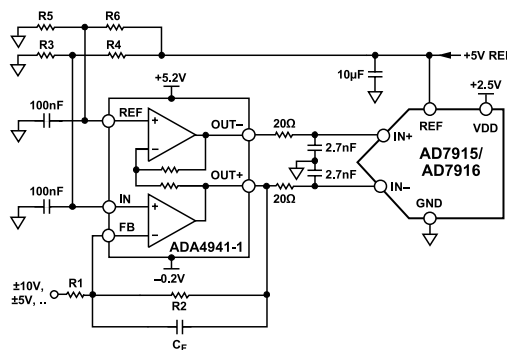 R5
R6
R3
R4
+5V REF
10µF
+5.2V
+2.5V
100nF
REF
OUT–
20Ω
REF
VDD
IN+
2.7nF
AD7915/
AD7916
2.7nF
100nF
OUT+
20Ω
IN–
IN
GND
FB
ADA4941-1
–0.2V
±10V,
±5V, ..
R1
R2
CF